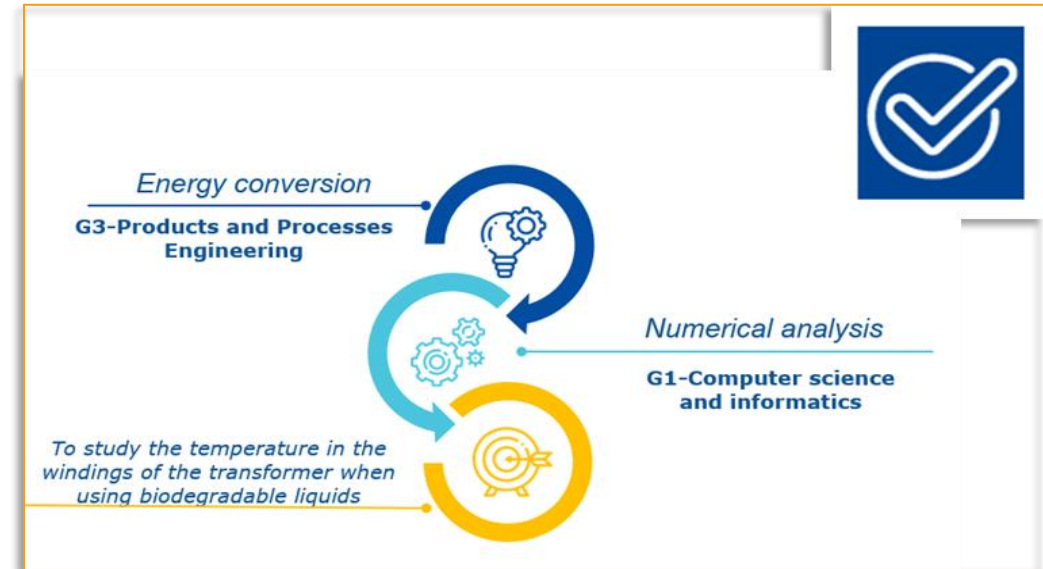 Energy conversion
G3-Products and Processes
Engineering
Numerical analysis
G1-Computer science
and informatics
To study the temperature in the
windings of the transformer when
using biodegradable liquids